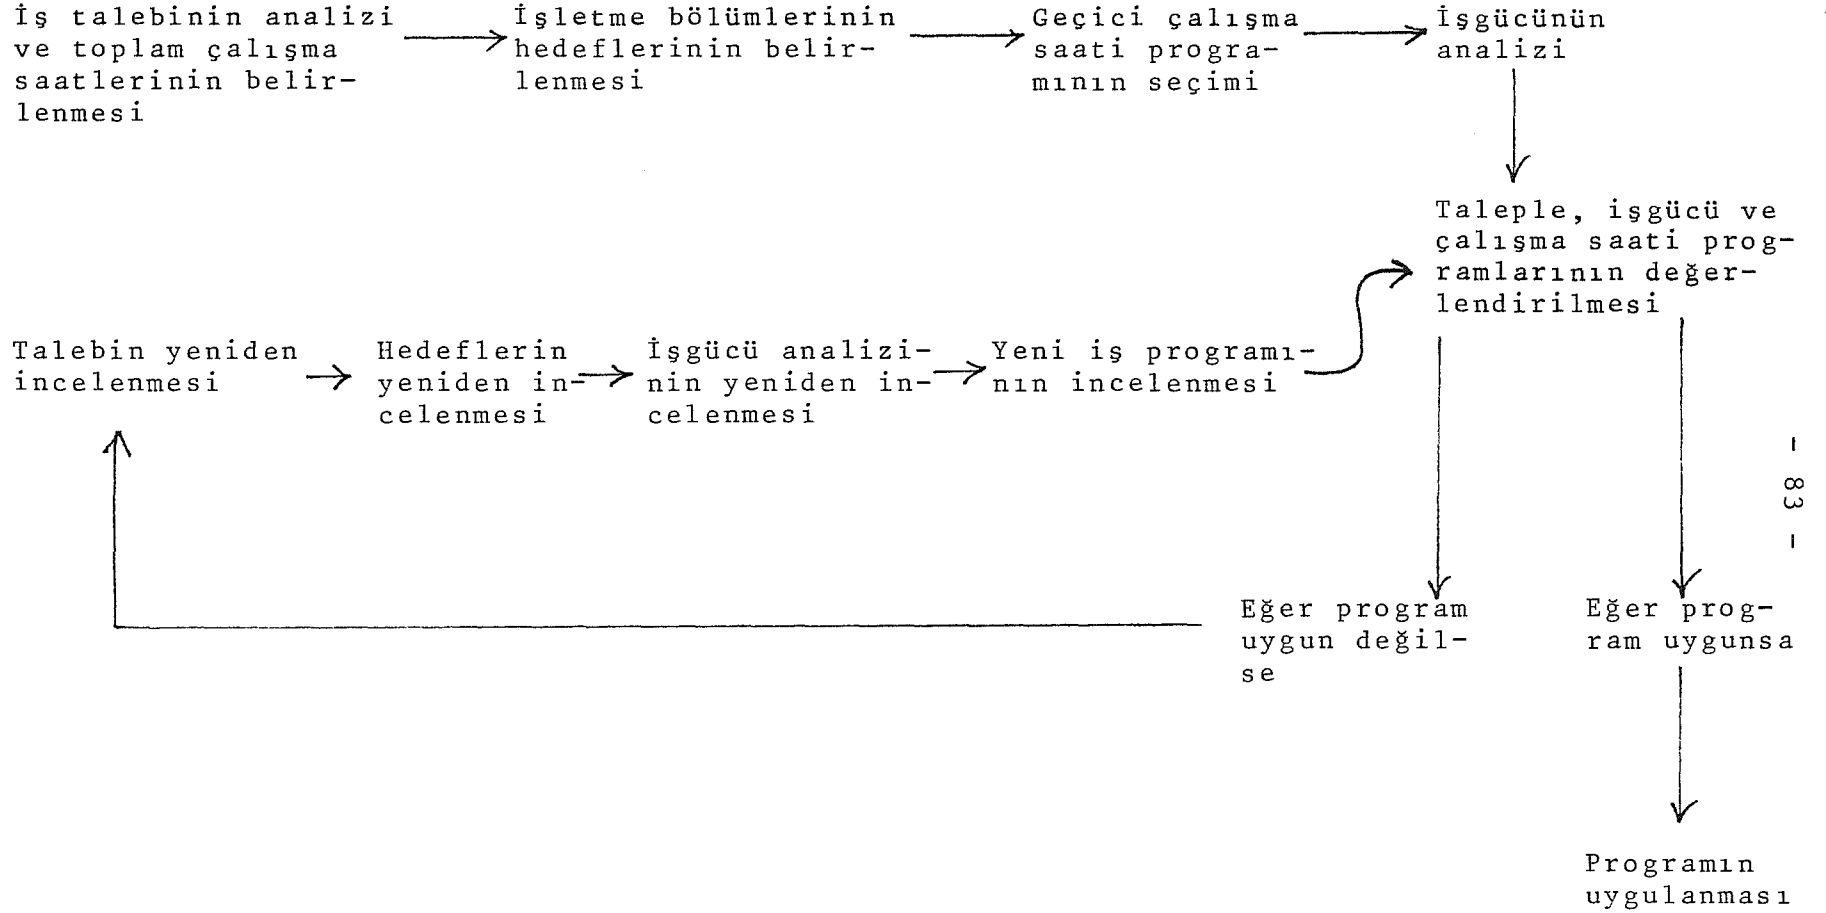 İş talebinin analizi
ve toplam çalışma
saatlerinin belir-
lenmesi
İşletme bölümlerinin
hedeflerinin belir-
lenmesi
Geçici çalışma
saati progra-
mının seçimi
İşgücünün
analizi
Taleple, işgücü ve
çalışma saati prog-
ramlarının değer-
lendirilmesi
Talebin yeniden
incelenmesi
Hedeflerin
yeniden in-
celenmesi
İşgücü analizi-
nin yeniden in-
celenmesi
Yeni iş programı-
nın incelenmesi
Eğer program
uygun değil-
se
Eğer prog-
ram uygunsa
Programın
uygulanması
- 83 -